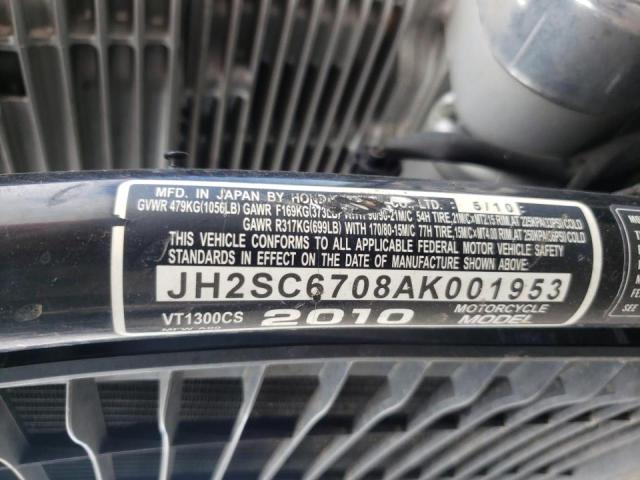 MFD. IN JAPAN BY CO., LTD. 5/10
GVWR 479KG(1056LB) GAWR F169KG(373LB) WITH 90/90-21M/C 54H TIRE, 21M/C×MT2.15 RIM, AT 225KPA(33PSI)COLD
GAWR R317KG(699LB) WITH 170/80-15M/C 77H TIRE, 15M/C×MT4.00 RIM, AT 250KPA(36PSI)COLD
THIS VEHICLE CONFORMS TO ALL APPLICABLE FEDERAL MOTOR VEHICLE SAFETY
STANDARDS IN EFFECT ON THE DATE OF MANUFACTURE SHOWN ABOVE.
JH2SC6708AK001953
VT1300CS 2010 MOTORCYCLE
MODEL